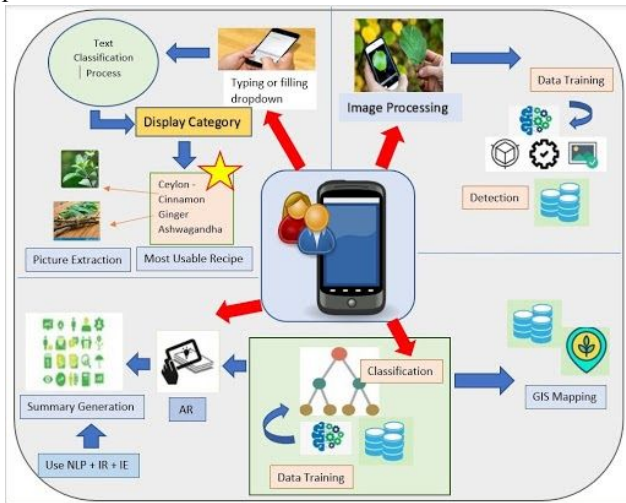 Text
Classification
Process
Typing or filling
dropdown
Display Category
Ceylon -
Cinnamon
Ginger
Ashwagandha
Picture Extraction
Most Usable Recipe
Image Processing
Data Training
Detection
Summary Generation
AR
Use NLP + IR + IE
Classification
Data Training
GIS Mapping